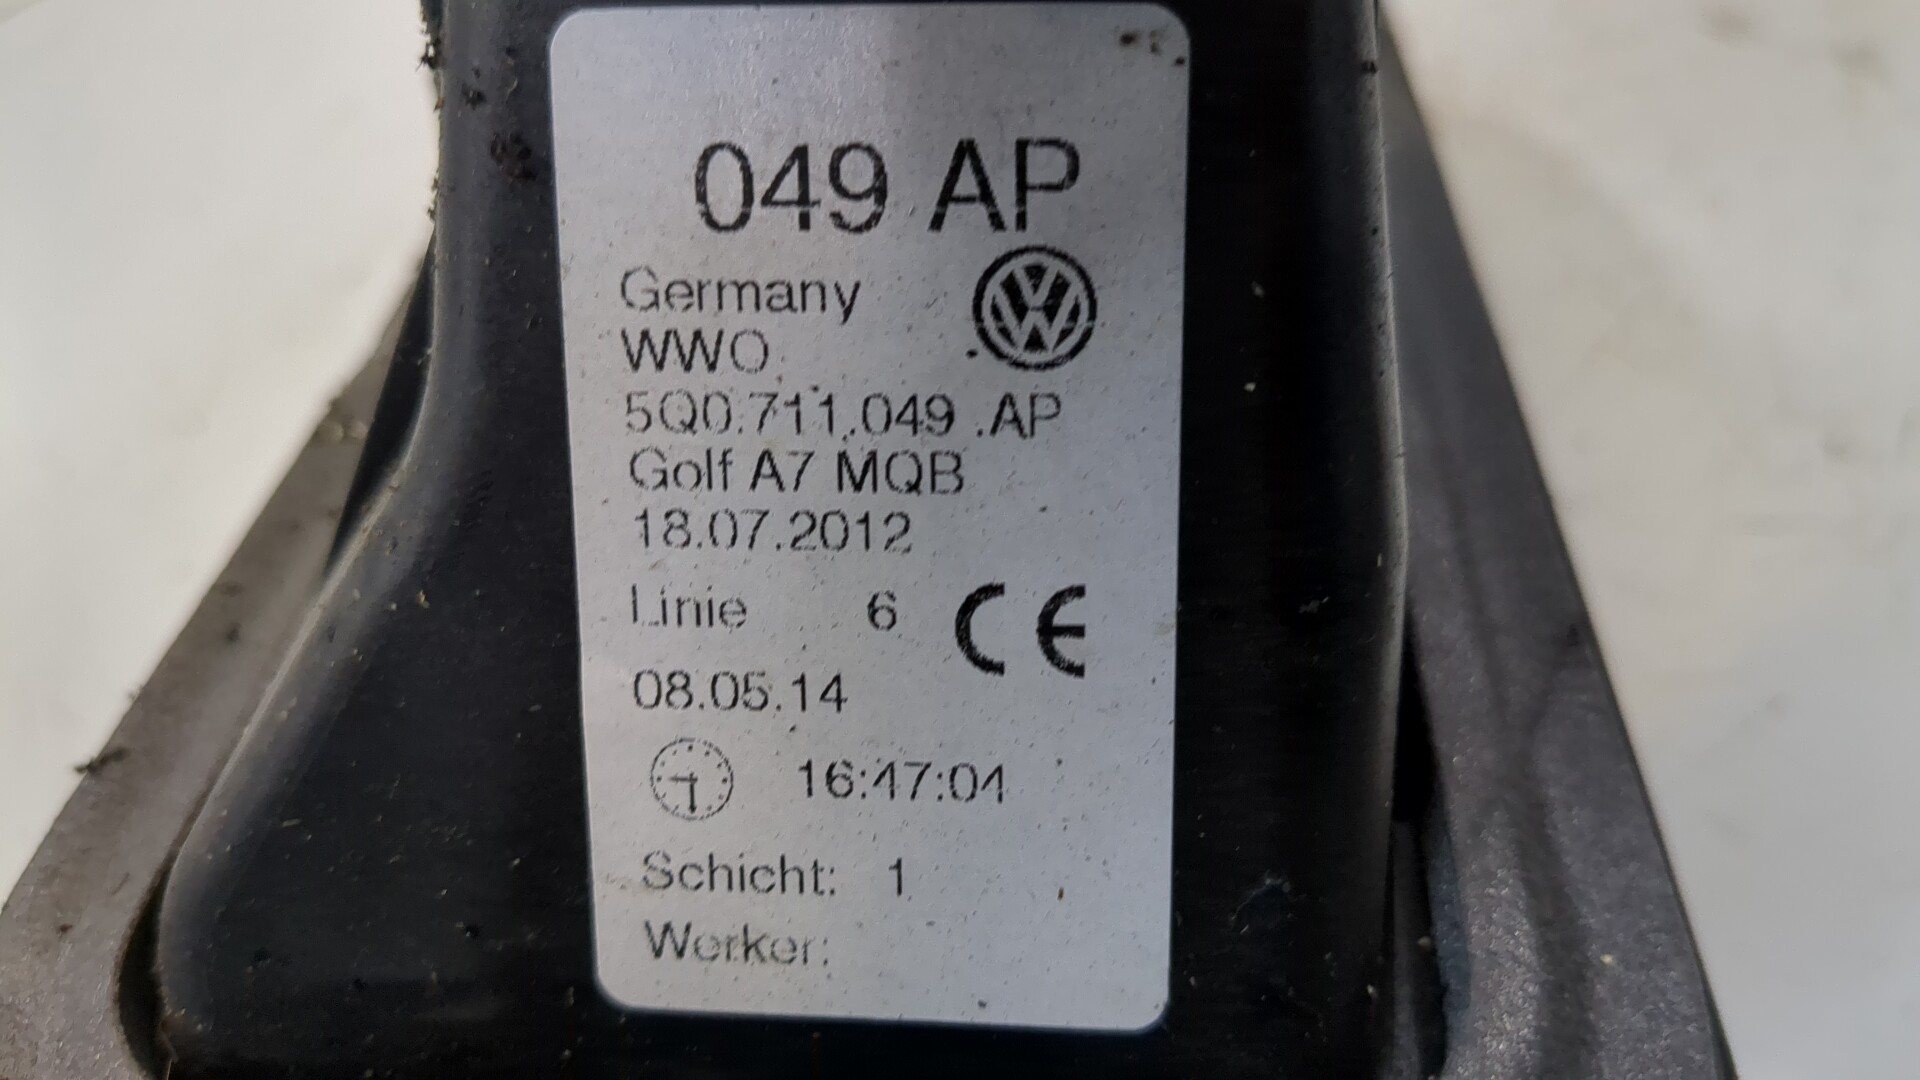 049 AP
Germany
WWO
5Q0.711.049 .AP
Golf A7 MQB
18.07.2012
Linie 6 CE
08.05.14
16:47:04
Schicht: 1
Werker: